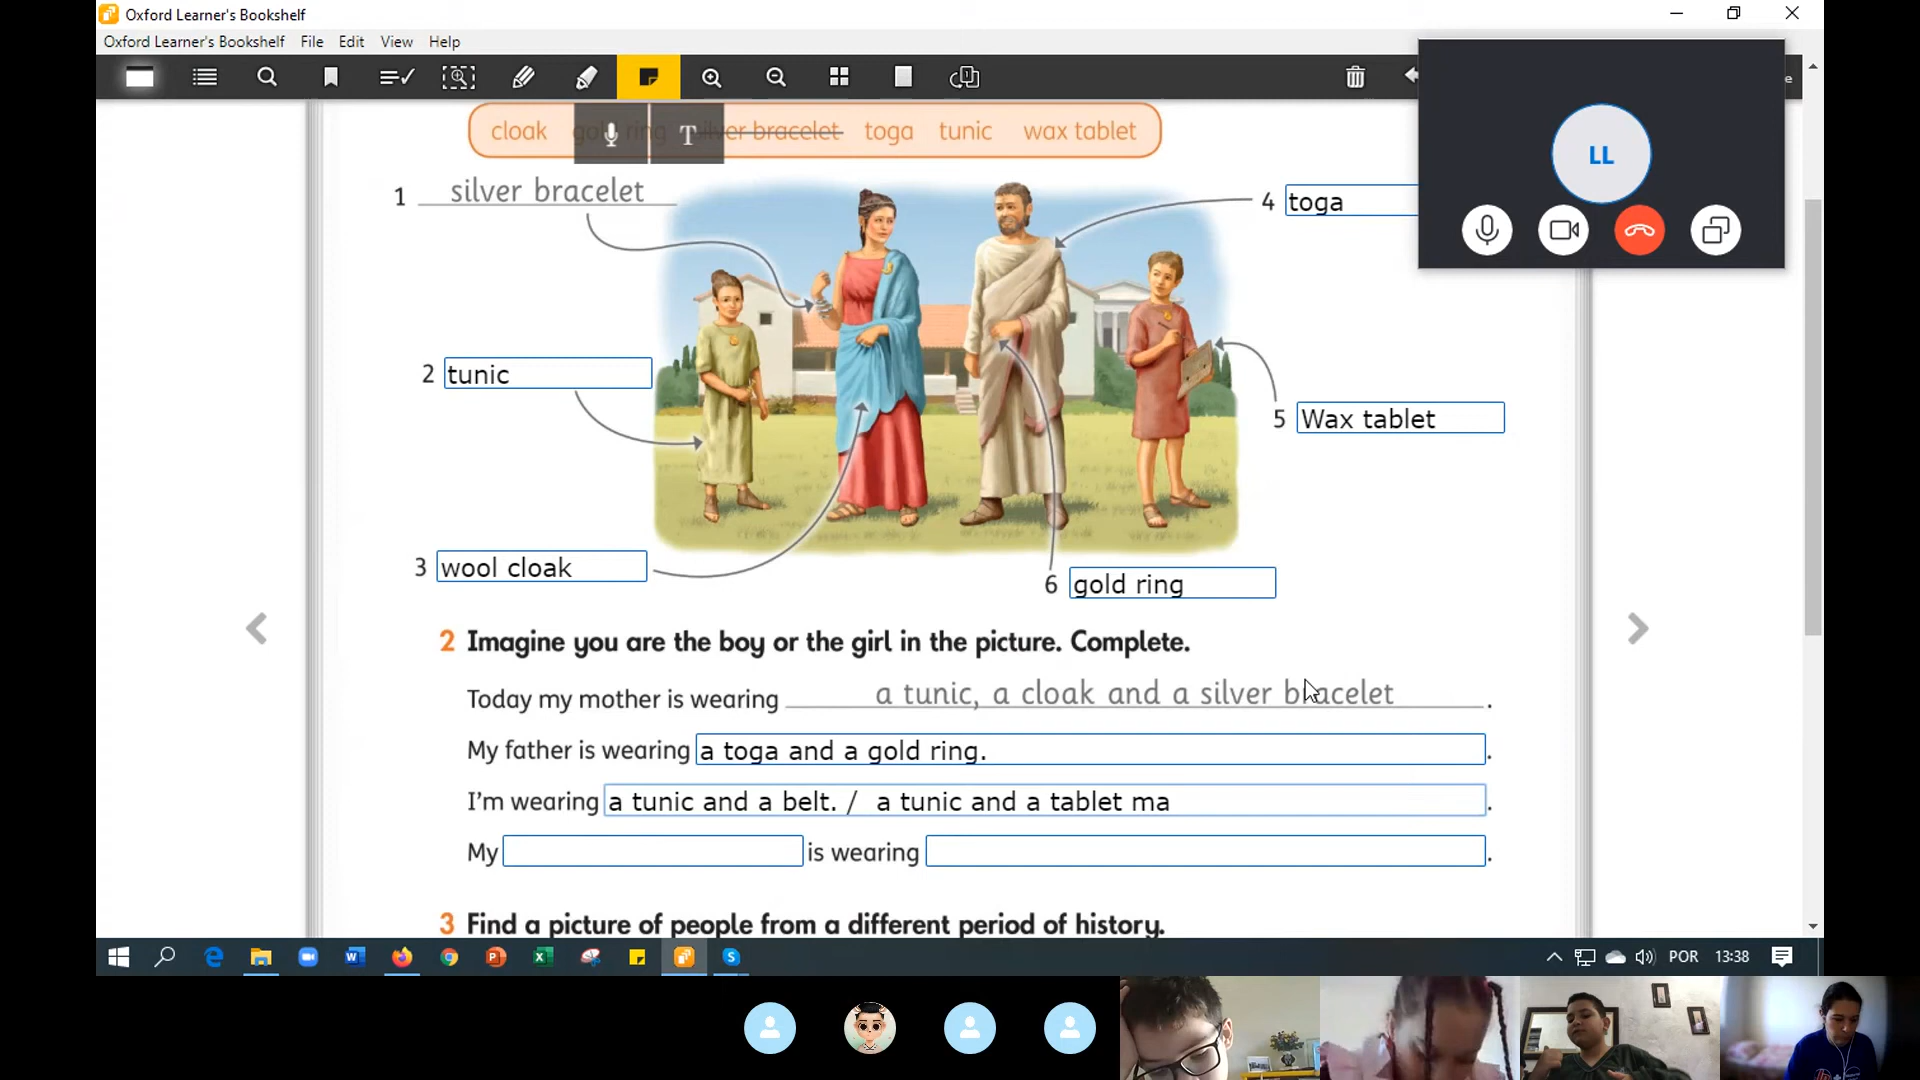 Oxford Learner's Bookshelf
Oxford Learner's Bookshelf File Edit View Help
cloak gold ring silver bracelet toga tunic wax tablet
T
LL
1 silver bracelet
4 toga
2 tunic
5 Wax tablet
3 wool cloak
6 gold ring
2 Imagine you are the boy or the girl in the picture. Complete.
Today my mother is wearing a tunic, a cloak and a silver bracelet.
My father is wearing a toga and a gold ring. .
I'm wearing a tunic and a belt. / a tunic and a tablet ma .
My is wearing .
3 Find a picture of people from a different period of history.
POR 13:38